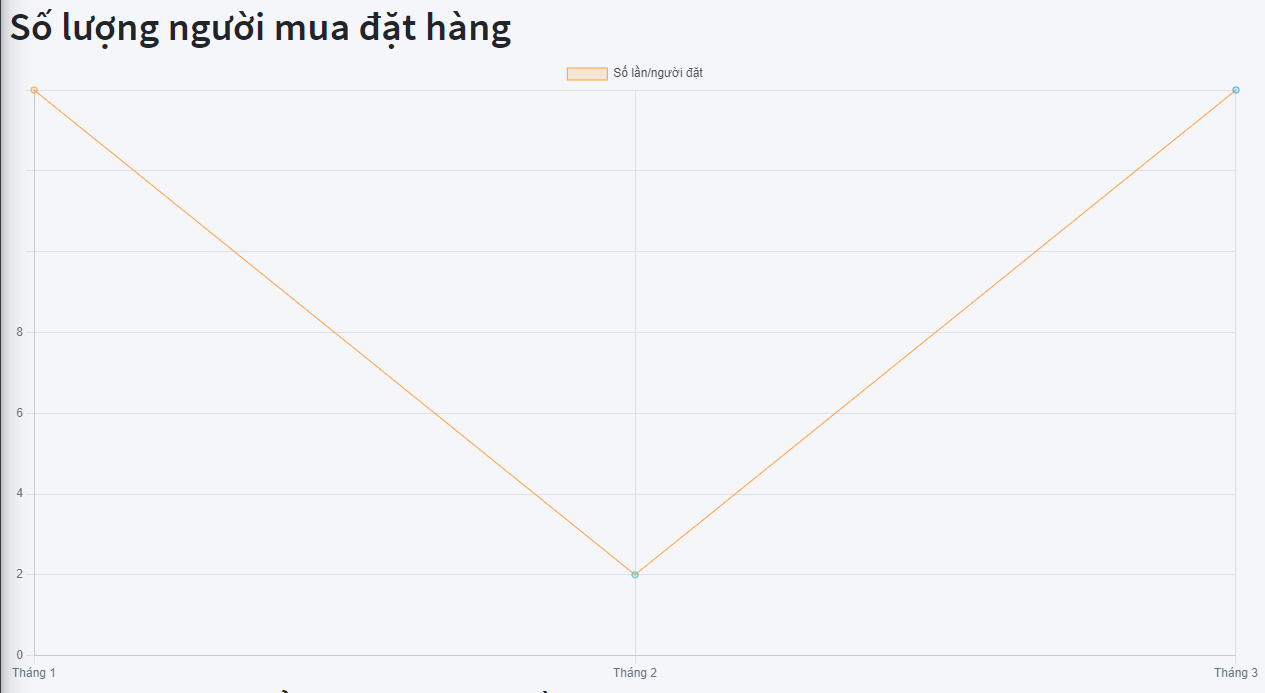 Số lượng người mua đặt hàng
Số lần/người đặt
8
6
4
2
0
Tháng 1
Tháng 2
Tháng 3